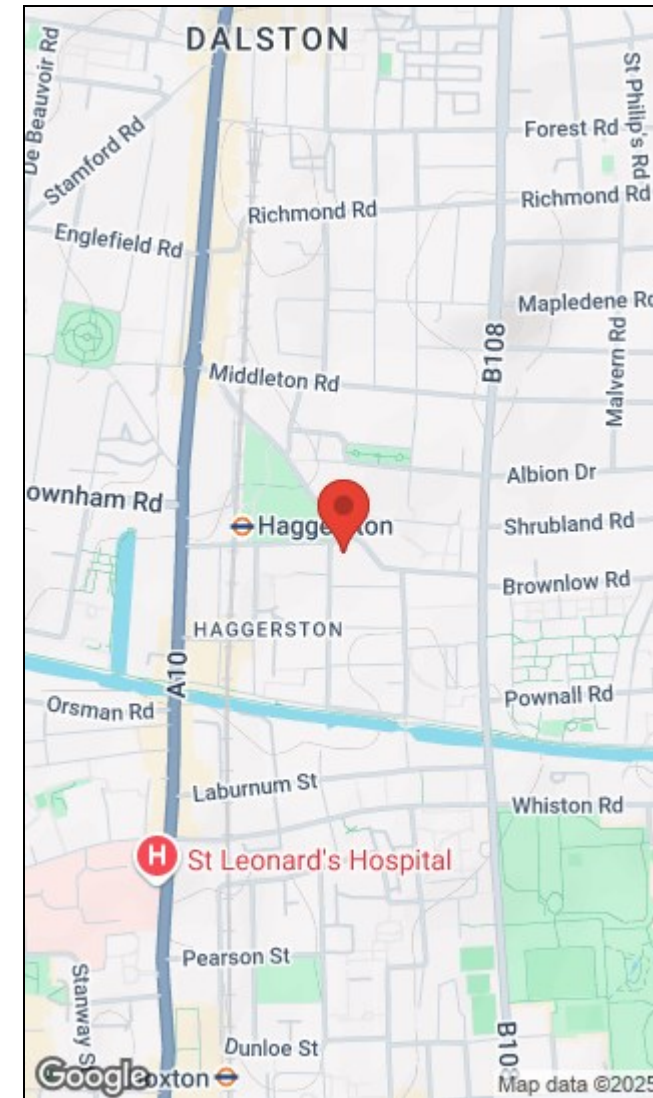 DALSTON
De Beauvoir Rd
Stamford Rd
St Philip's Rd
Forest Rd
Richmond Rd
Richmond Rd
Englefield Rd
Mapledene Rd
B108
Malvern Rd
Middleton Rd
Albion Dr
ownham Rd
Haggerston
Shrubland Rd
Brownlow Rd
HAGGERSTON
A10
Pownall Rd
Orsman Rd
Laburnum St
Whiston Rd
H
St Leonard's Hospital
Pearson St
Stanway S
Dunloe St
B108
Google
oxton
Map data ©2025